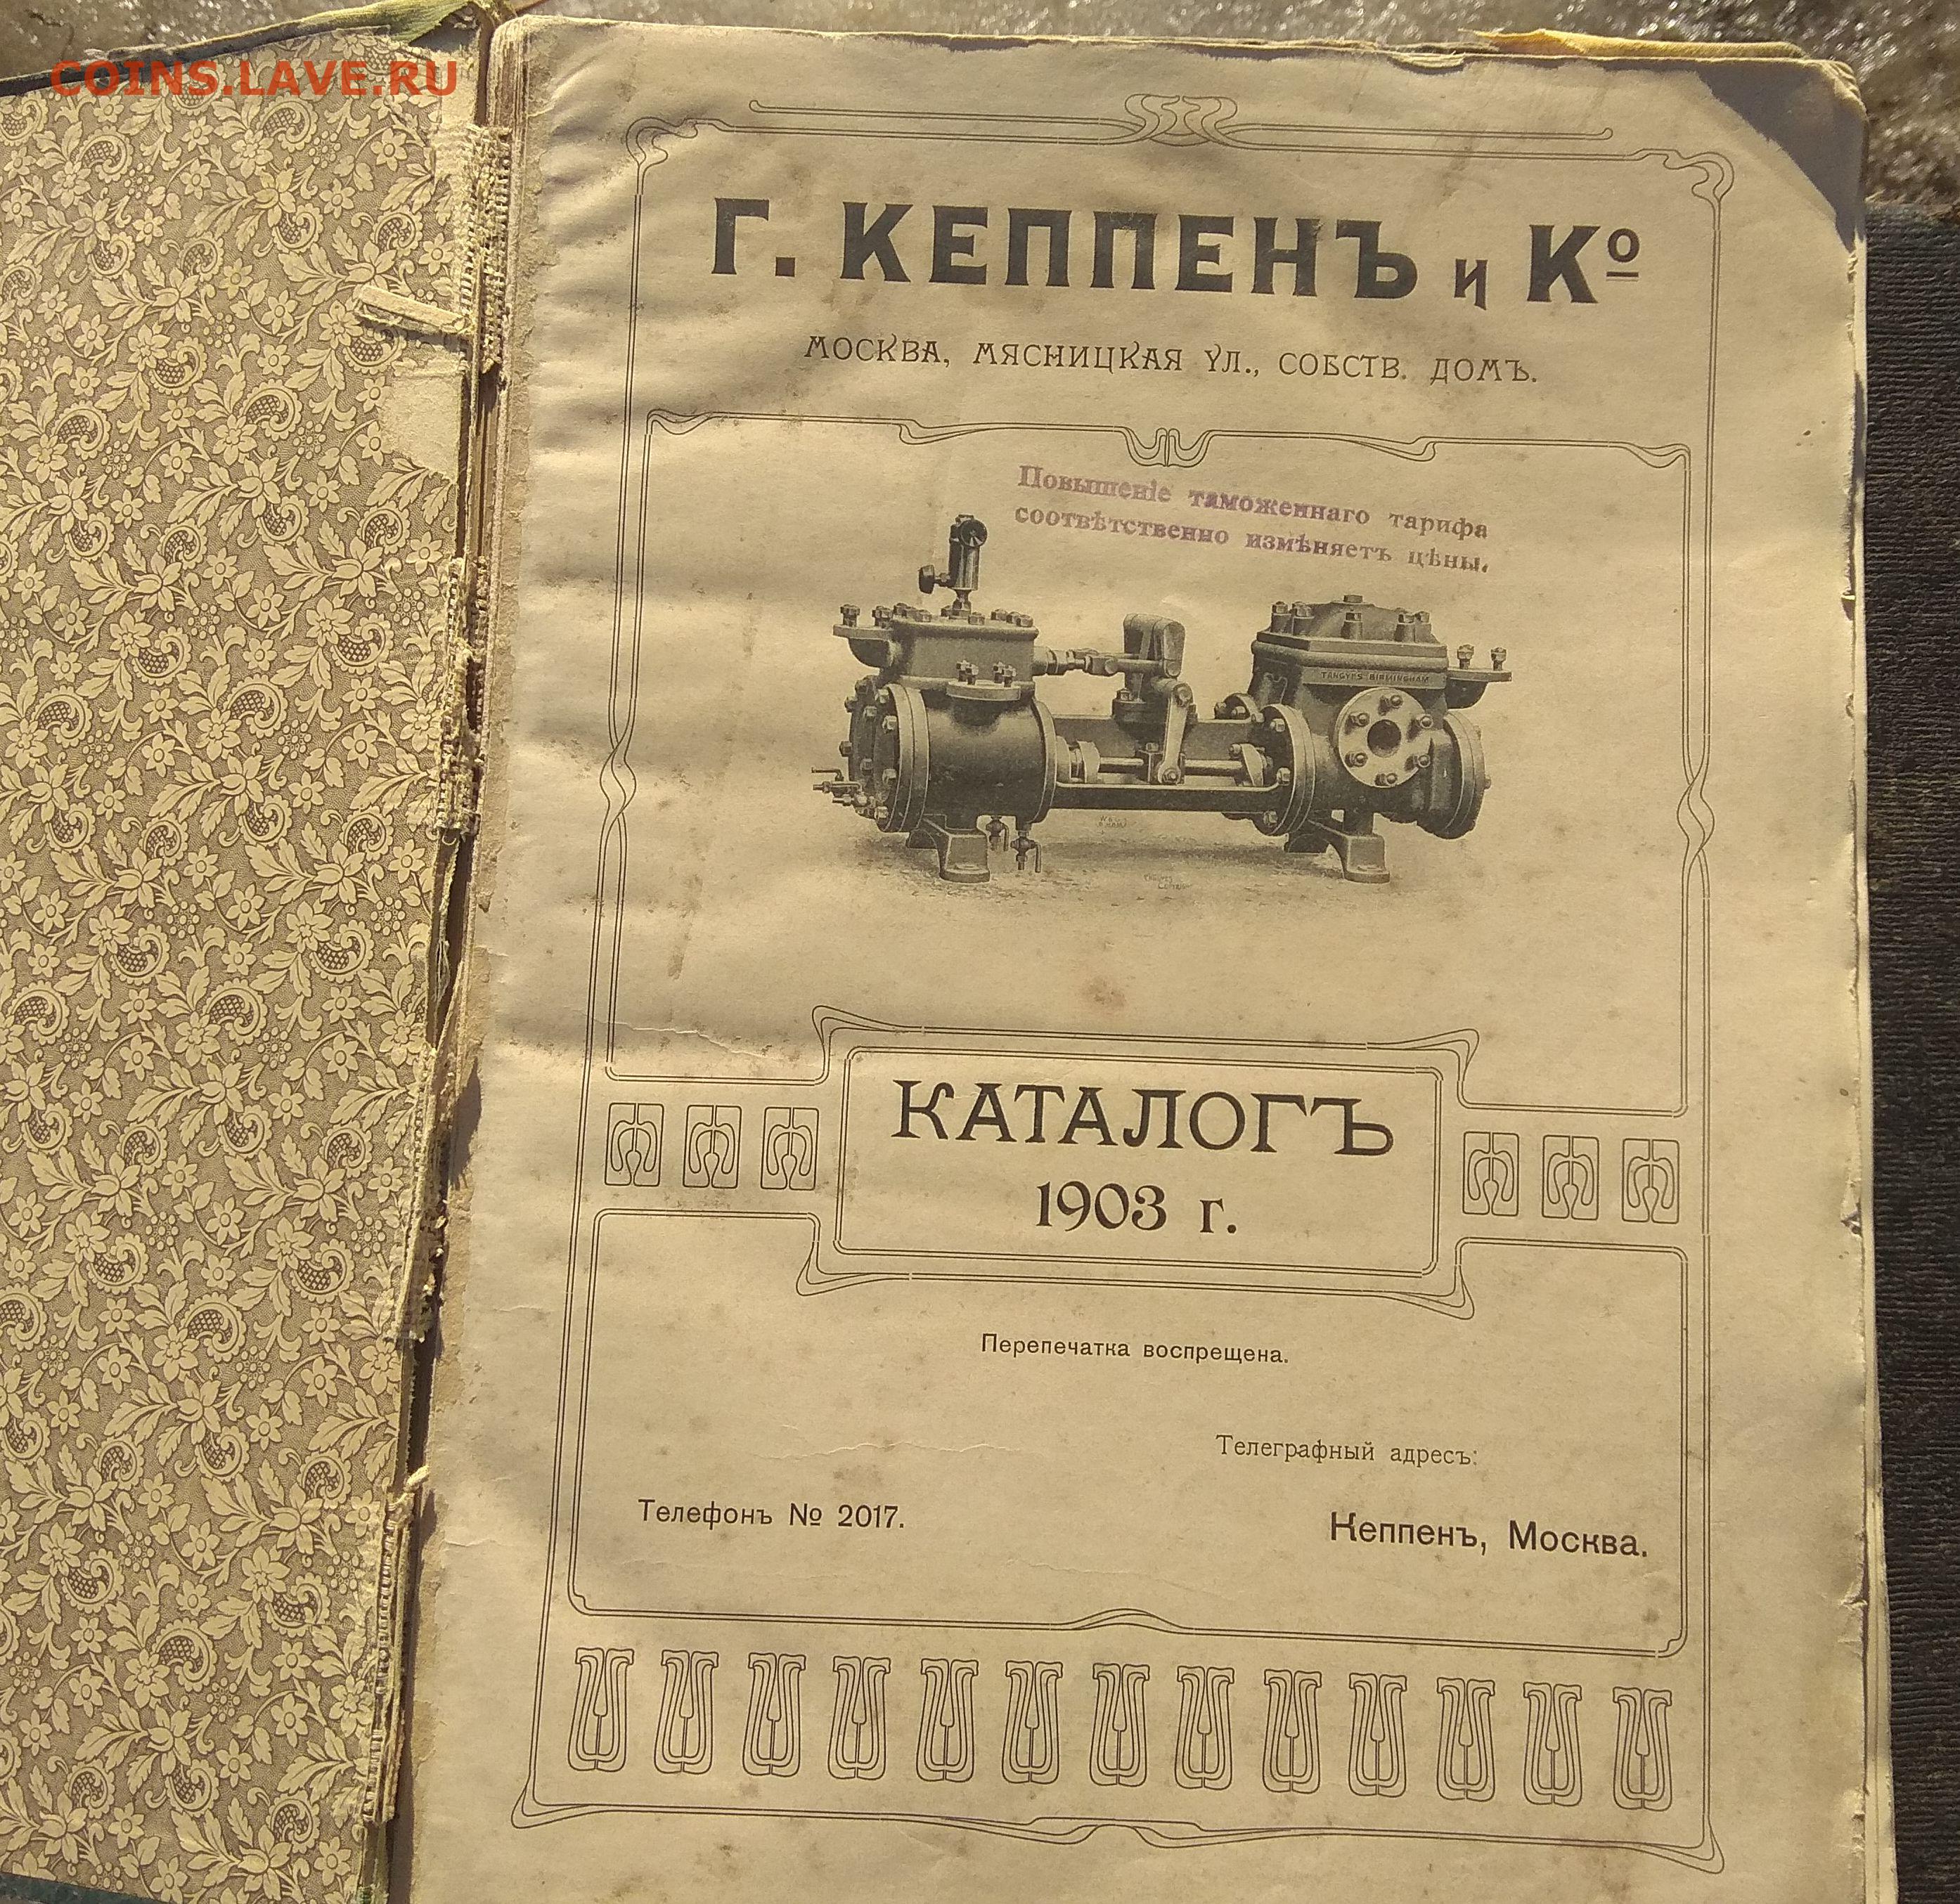 COINS.LAVE.RU
Г. КЕППЕНЪ и Кº
МОСКВА, МЯСНИЦКАЯ УЛ., СОБСТВ. ДОМЪ.
Повышеніе таможеннаго тарифа
соотвѣтственно измѣняетъ цѣны.
TANGYES BIRMINGHAM
КАТАЛОГЪ
1903 г.
Перепечатка воспрещена.
Телеграфный адресъ:
Телефонъ № 2017.
Кеппенъ, Москва.